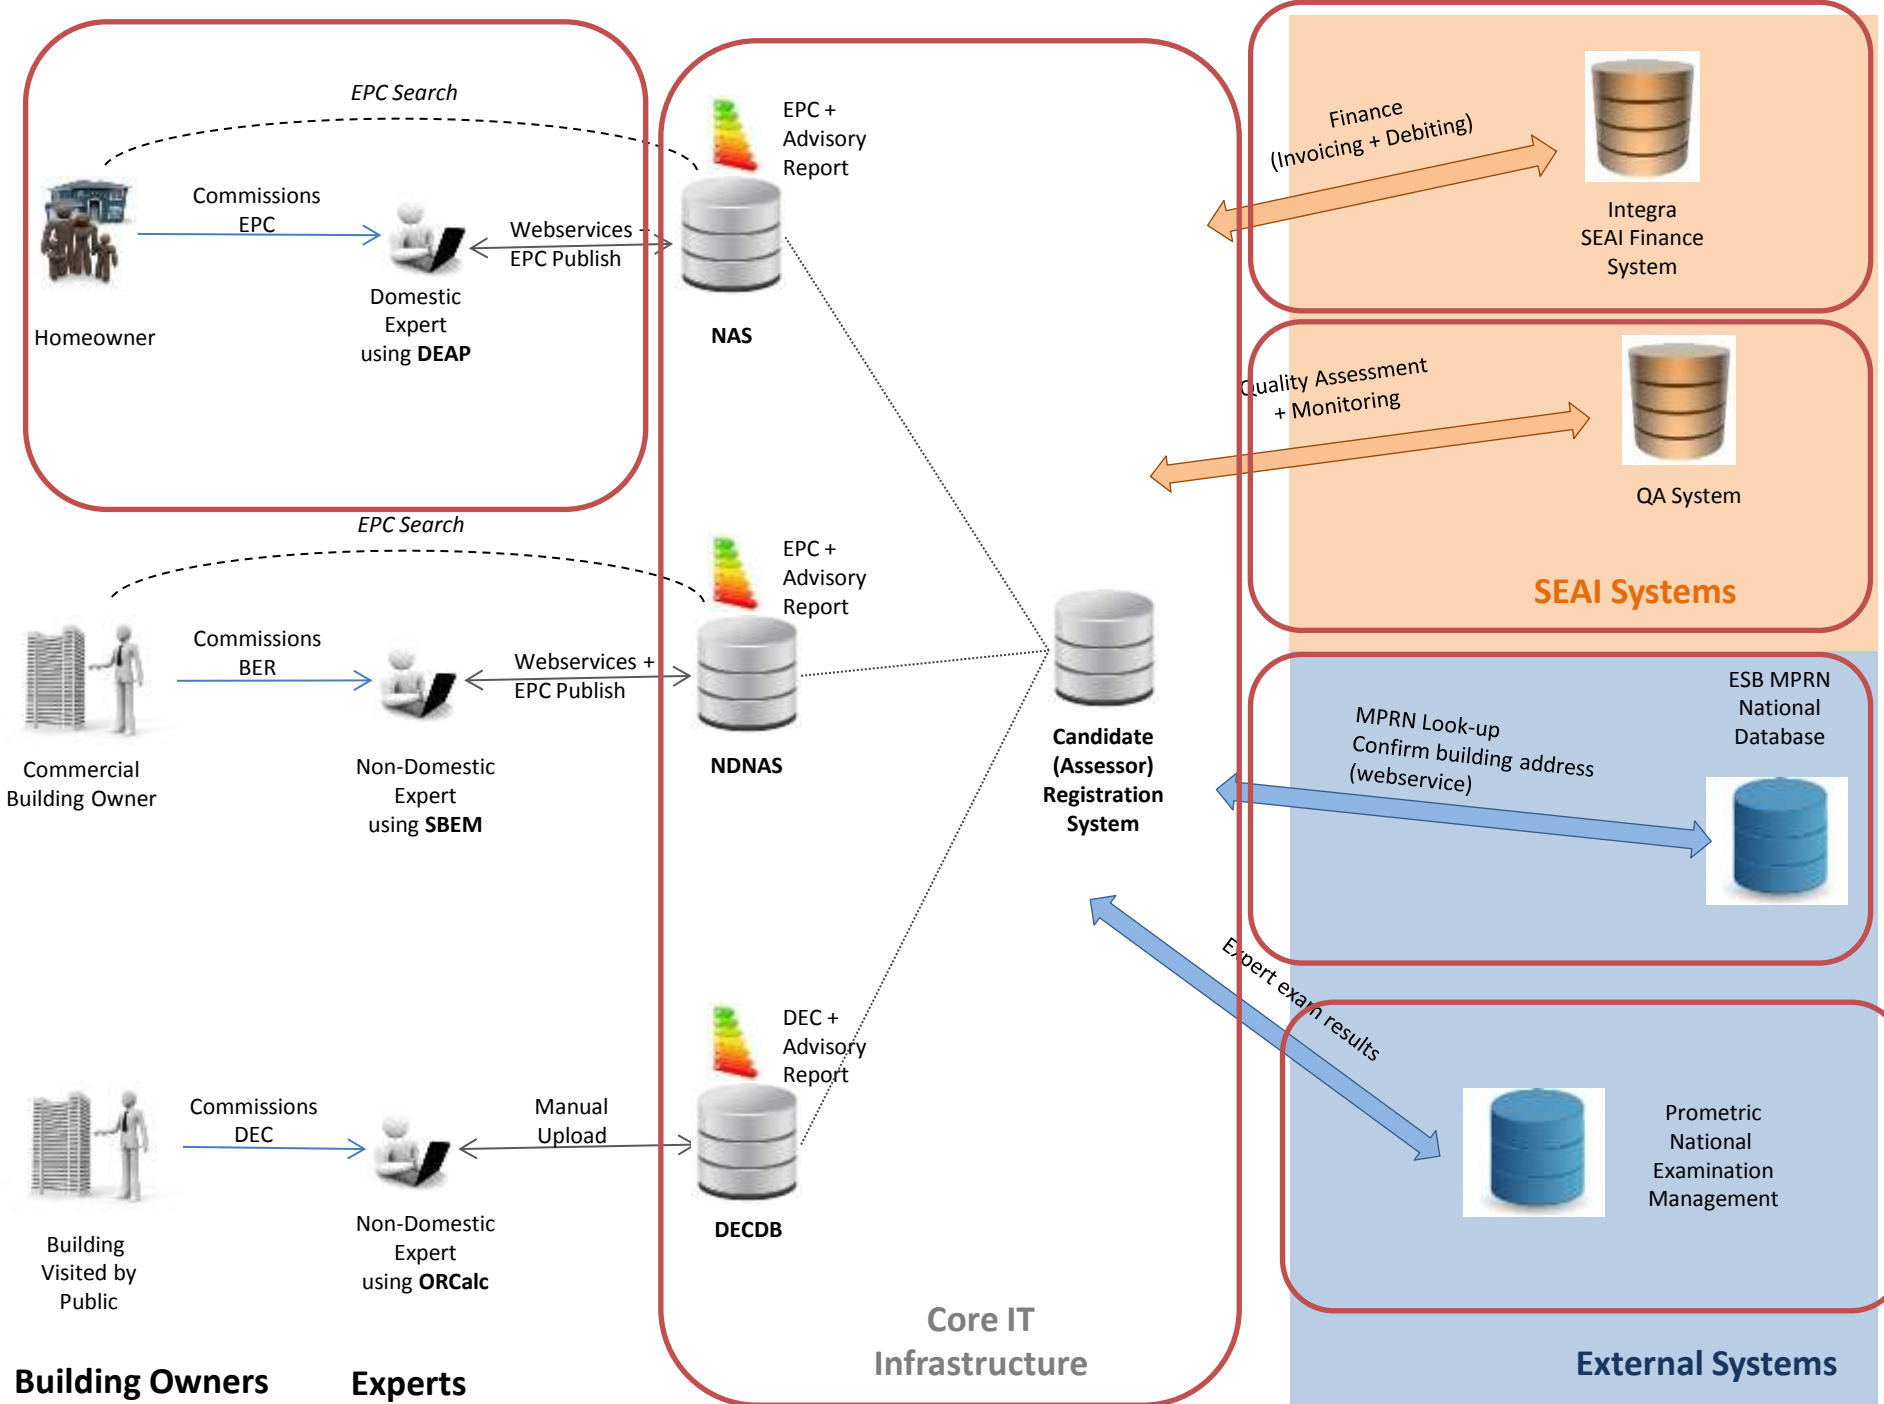 EPC Search
Commissions
EPC
Webservices +
EPC Publish
Homeowner
Domestic
Expert
using DEAP
EPC +
Advisory
Report
NAS
EPC Search
Commissions
BER
Webservices +
EPC Publish
Commercial
Building Owner
Non-Domestic
Expert
using SBEM
EPC +
Advisory
Report
NDNAS
Commissions
DEC
Manual
Upload
Building
Visited by
Public
Non-Domestic
Expert
using ORCalc
DEC +
Advisory
Report
DECDB
Candidate
(Assessor)
Registration
System
Core IT
Infrastructure
Finance
(Invoicing + Debiting)
Integra
SEAI Finance
System
Quality Assessment
+ Monitoring
QA System
SEAI Systems
MPRN Look-up
Confirm building address
(webservice)
ESB MPRN
National
Database
Expert exam results
Prometric
National
Examination
Management
External Systems
Building Owners
Experts